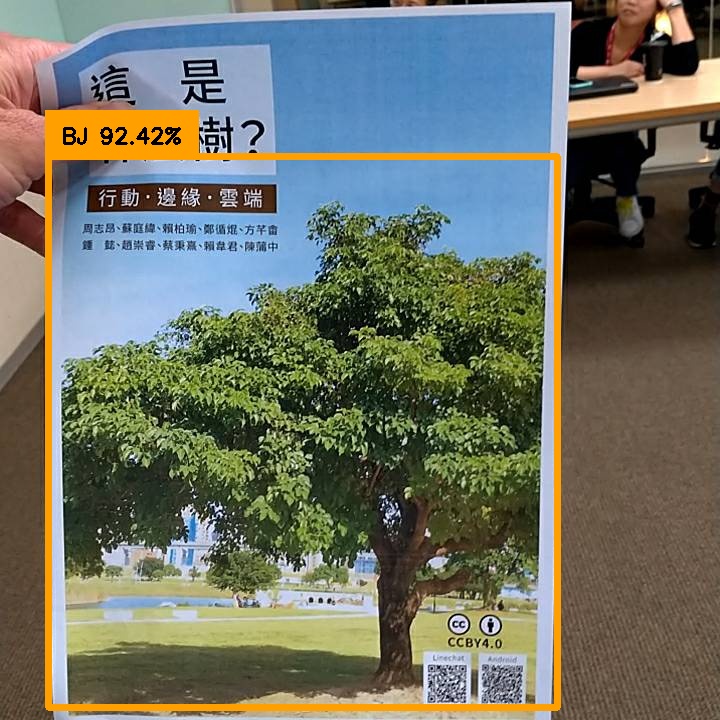 這 是
樹?
BJ 92.42%
行動·邊緣·雲端
周志昂、蘇庭緯、賴柏瑜、鄭循焜、方芊畬
鍾 懿、趙崇睿、蔡秉熹、賴韋君、陳蒲中
CCBY4.0
Linechat Android